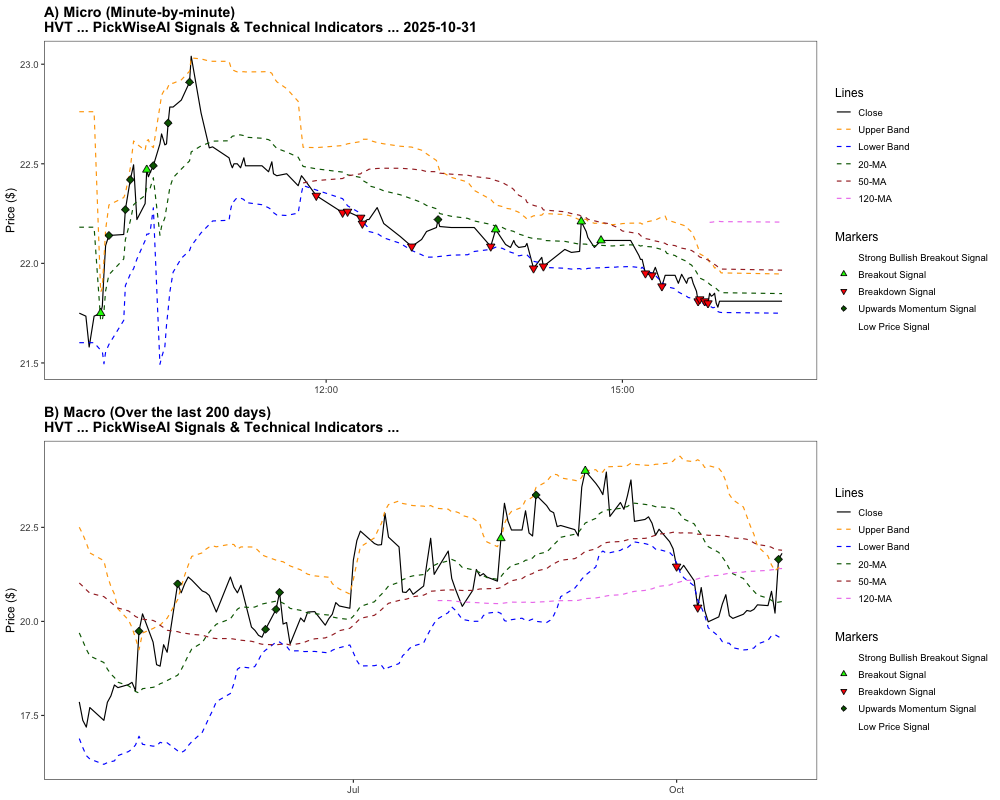 A) Micro (Minute-by-minute)
HVT ... PickWiseAI Signals & Technical Indicators ... 2025-10-31
Price ($)
23.0
22.5
22.0
21.5
12:00
15:00
Lines
Close
Upper Band
Lower Band
20-MA
50-MA
120-MA
Markers
Strong Bullish Breakout Signal
Breakout Signal
Breakdown Signal
Upwards Momentum Signal
Low Price Signal
B) Macro (Over the last 200 days)
HVT ... PickWiseAI Signals & Technical Indicators ...
Price ($)
22.5
20.0
17.5
Jul
Oct
Lines
Close
Upper Band
Lower Band
20-MA
50-MA
120-MA
Markers
Strong Bullish Breakout Signal
Breakout Signal
Breakdown Signal
Upwards Momentum Signal
Low Price Signal